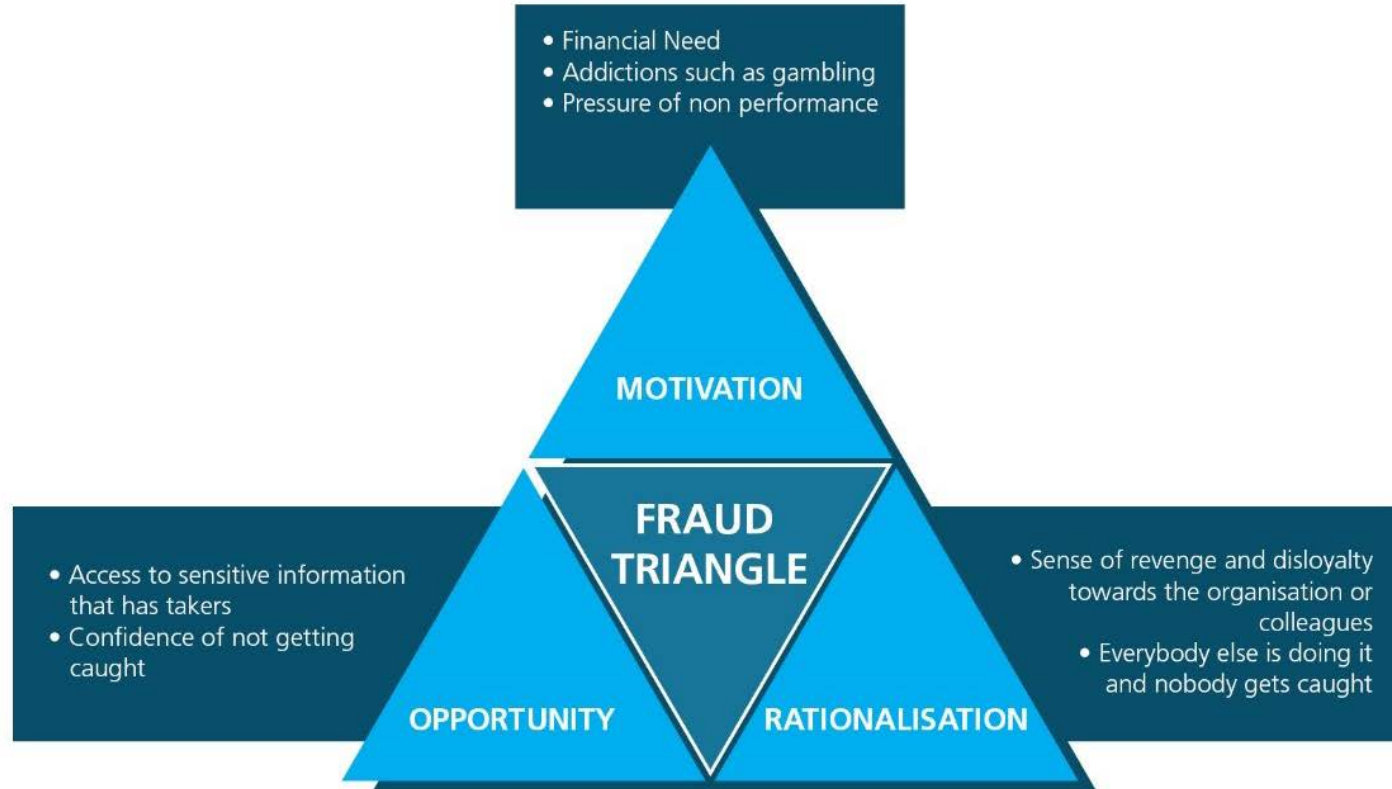 • Financial Need
• Addictions such as gambling
• Pressure of non performance
MOTIVATION
FRAUD
TRIANGLE
• Access to sensitive information
that has takers
• Confidence of not getting
caught
• Sense of revenge and disloyalty
towards the organisation or
colleagues
• Everybody else is doing it
and nobody gets caught
OPPORTUNITY
RATIONALISATION